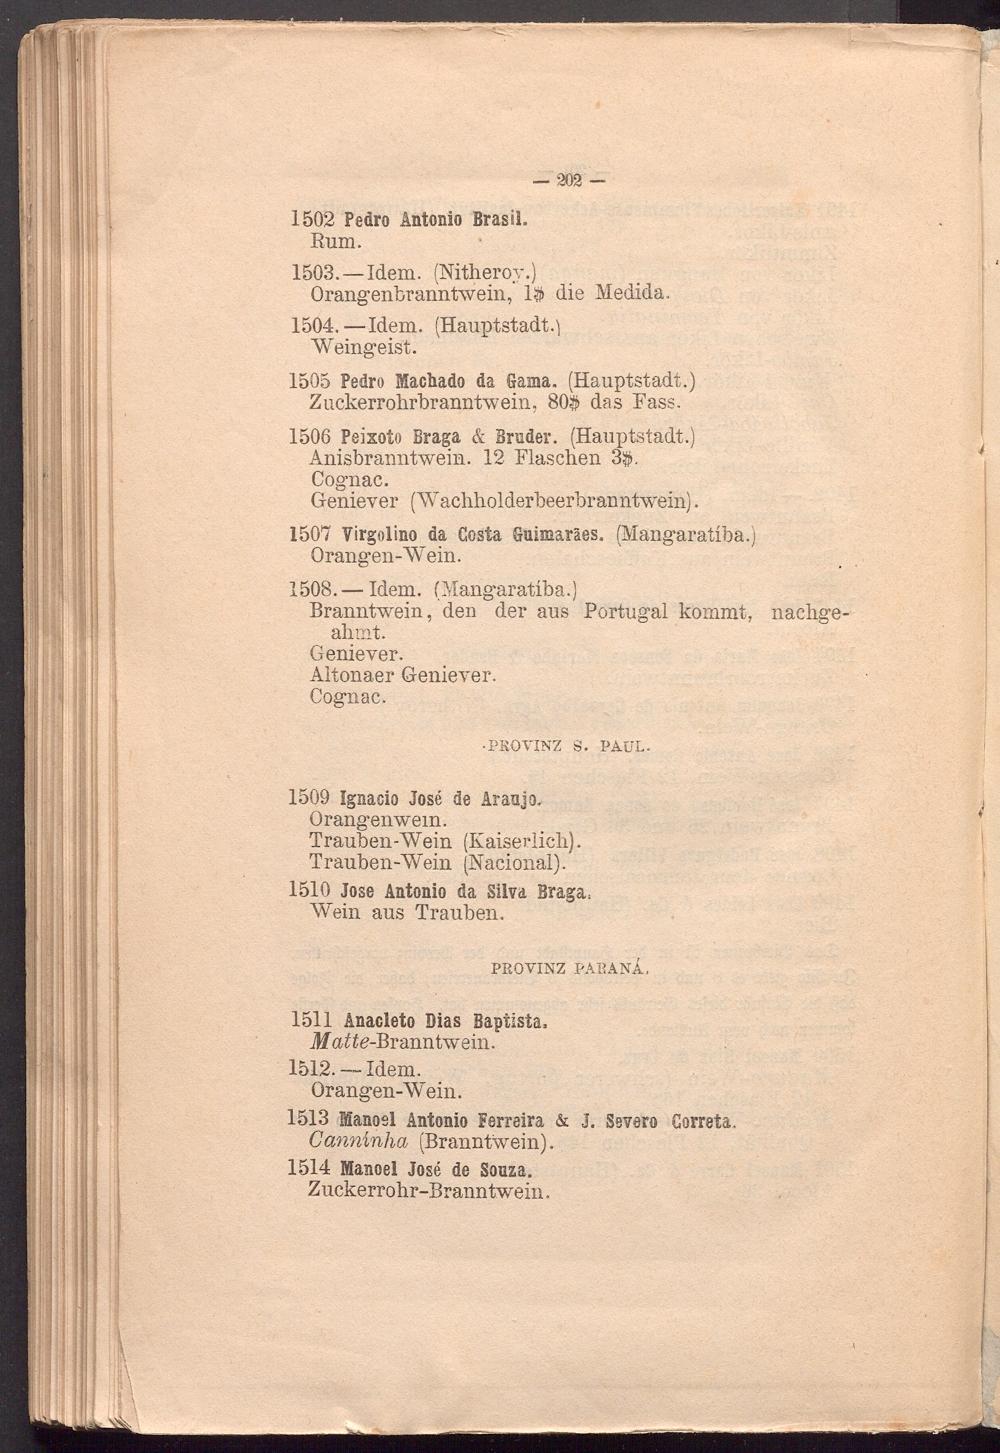 — 202 —
1502 Pedro Antonio Brasil.
Rum.
1503.—Idem. (Nitheroy.)
Orangenbranntwein, 1$ die Medida.
1504.—Idem. (Hauptstadt.)
Weingeist.
1505 Pedro Machado da Gama. (Hauptstadt.)
Zuckerrohrbranntwein, 80$ das Fass.
1506 Peixoto Braga & Bruder. (Hauptstadt.)
Anisbranntwein. 12 Flaschen 3$.
Cognac.
Geniever (Wachholderbeerbranntwein).
1507 Virgolino da Costa Guimarães. (Mangaratíba.)
Orangen-Wein.
1508.— Idem. (Mangaratíba.)
Branntwein, den der aus Portugal kommt, nachge-
ahmt.
Geniever.
Altonaer Geniever.
Cognac.
PROVINZ S. PAUL.
1509 Ignacio José de Araujo.
Orangenwein.
Trauben-Wein (Kaiserlich).
Trauben-Wein (Nacional).
1510 Jose Antonio da Silva Braga.
Wein aus Trauben.
PROVINZ PARANÁ.
1511 Anacleto Dias Baptista.
Matte-Branntwein.
1512.— Idem.
Orangen-Wein.
1513 Manoel Antonio Ferreira & J. Severo Correta.
Canninha (Branntwein).
1514 Manoel José de Souza.
Zuckerrohr-Branntwein.